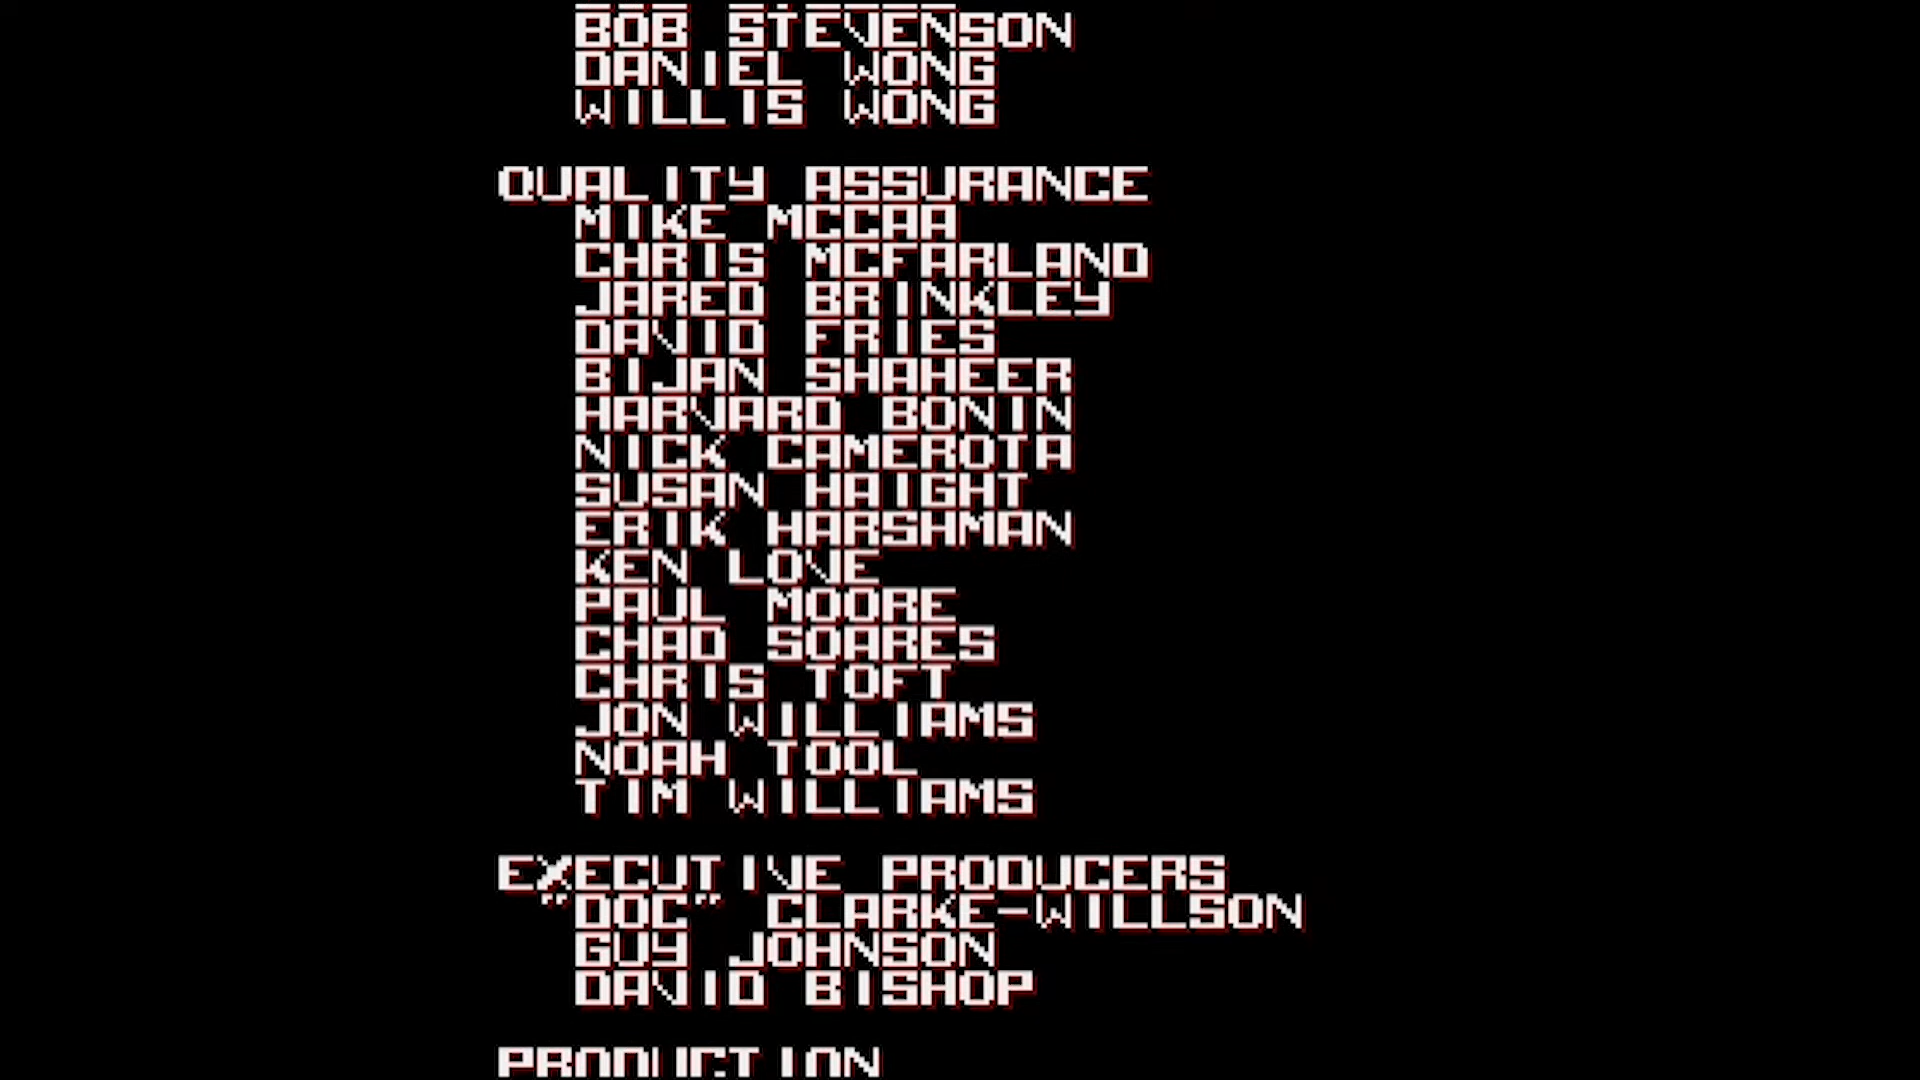 BOB STEVENSON
DANIEL WONG
WILLIS WONG
QUALITY ASSURANCE
MIKE MCCAA
CHRIS MCFARLAND
JARED BRINKLEY
DAVID FRIES
BIJAN SHAHEER
HARVARD BONIN
NICK CAMEROTA
SUSAN HAIGHT
ERIK HARSHMAN
KEN LOVE
PAUL MOORE
CHAD SOARES
CHRIS TOFT
JON WILLIAMS
NOAH TOOL
TIM WILLIAMS
EXECUTIVE PRODUCERS
"DOC" CLARKE-WILLSON
GUY JOHNSON
DAVID BISHOP
PRODUCTION